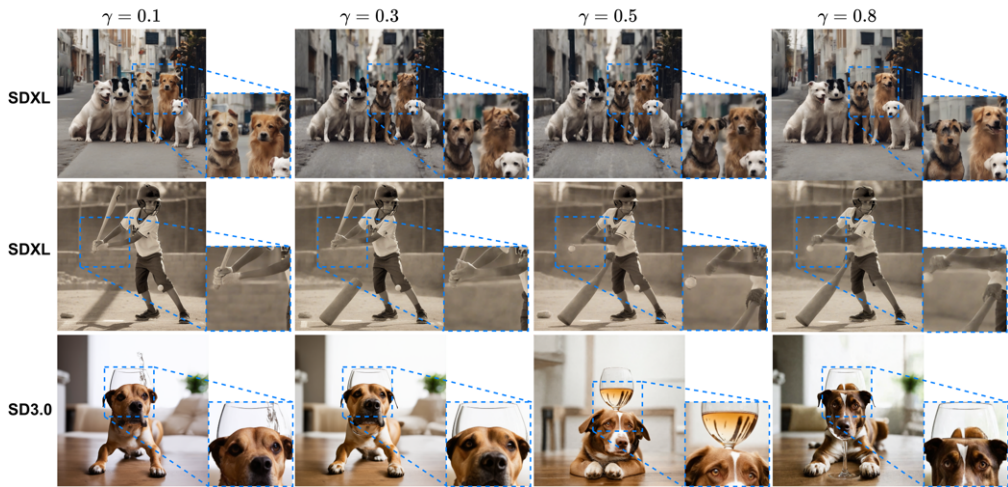 γ = 0.1 γ = 0.3 γ = 0.5 γ = 0.8
SDXL
SDXL
SD3.0